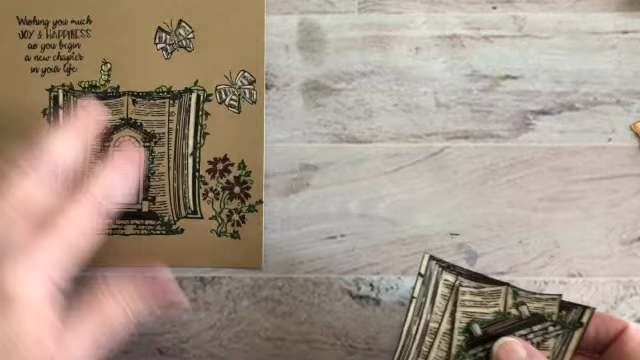 Wishing you much
JOY & HAPPINESS
as you begin
a new chapter
in your life